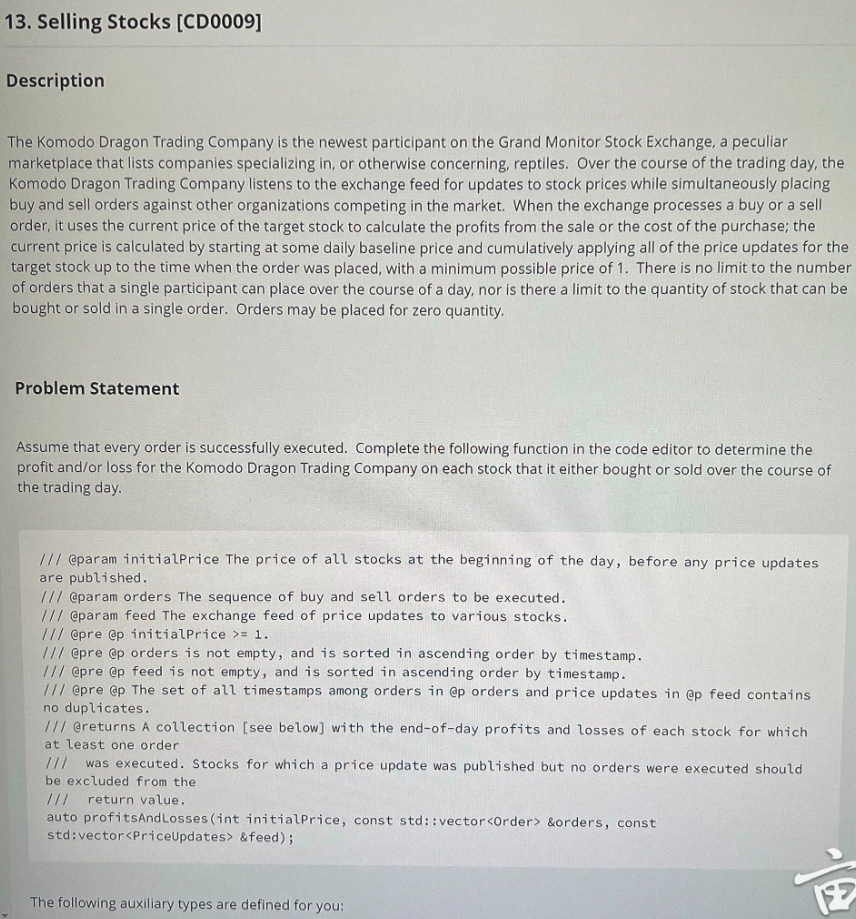 13. Selling Stocks [CD0009]
Description
The Komodo Dragon Trading Company is the newest participant on the Grand Monitor Stock Exchange, a peculiar
marketplace that lists companies specializing in, or otherwise concerning, reptiles. Over the course of the trading day, the
Komodo Dragon Trading Company listens to the exchange feed for updates to stock prices while simultaneously placing
buy and sell orders against other organizations competing in the market. When the exchange processes a buy or a sell
order, it uses the current price of the target stock to calculate the profits from the sale or the cost of the purchase; the
current price is calculated by starting at some daily baseline price and cumulatively applying all of the price updates for the
target stock up to the time when the order was placed, with a minimum possible price of 1. There is no limit to the number
of orders that a single participant can place over the course of a day, nor is there a limit to the quantity of stock that can be
bought or sold in a single order. Orders may be placed for zero quantity.
Problem Statement
Assume that every order is successfully executed. Complete the following function in the code editor to determine the
profit and/or loss for the Komodo Dragon Trading Company on each stock that it either bought or sold over the course of
the trading day.
/// @param initialPrice The price of all stocks at the beginning of the day, before any price updates
are published.
/// @param orders The sequence of buy and sell orders to be executed.
/// @param feed The exchange feed of price updates to various stocks.
/// @pre @p initialPrice >= 1.
/// @pre @p orders is not empty, and is sorted in ascending order by timestamp.
/// @pre @p feed is not empty, and is sorted in ascending order by timestamp.
/// @pre @p The set of all timestamps among orders in @p orders and price updates in @p feed contains
no duplicates.
/// @returns A collection [see below] with the end-of-day profits and losses of each stock for which
at least one order
/// was executed. Stocks for which a price update was published but no orders were executed should
be excluded from the
/// return value.
auto profitsAndLosses(int initialPrice, const std::vector<Order> &orders, const
std:vector<PriceUpdates> &feed);
The following auxiliary types are defined for you: